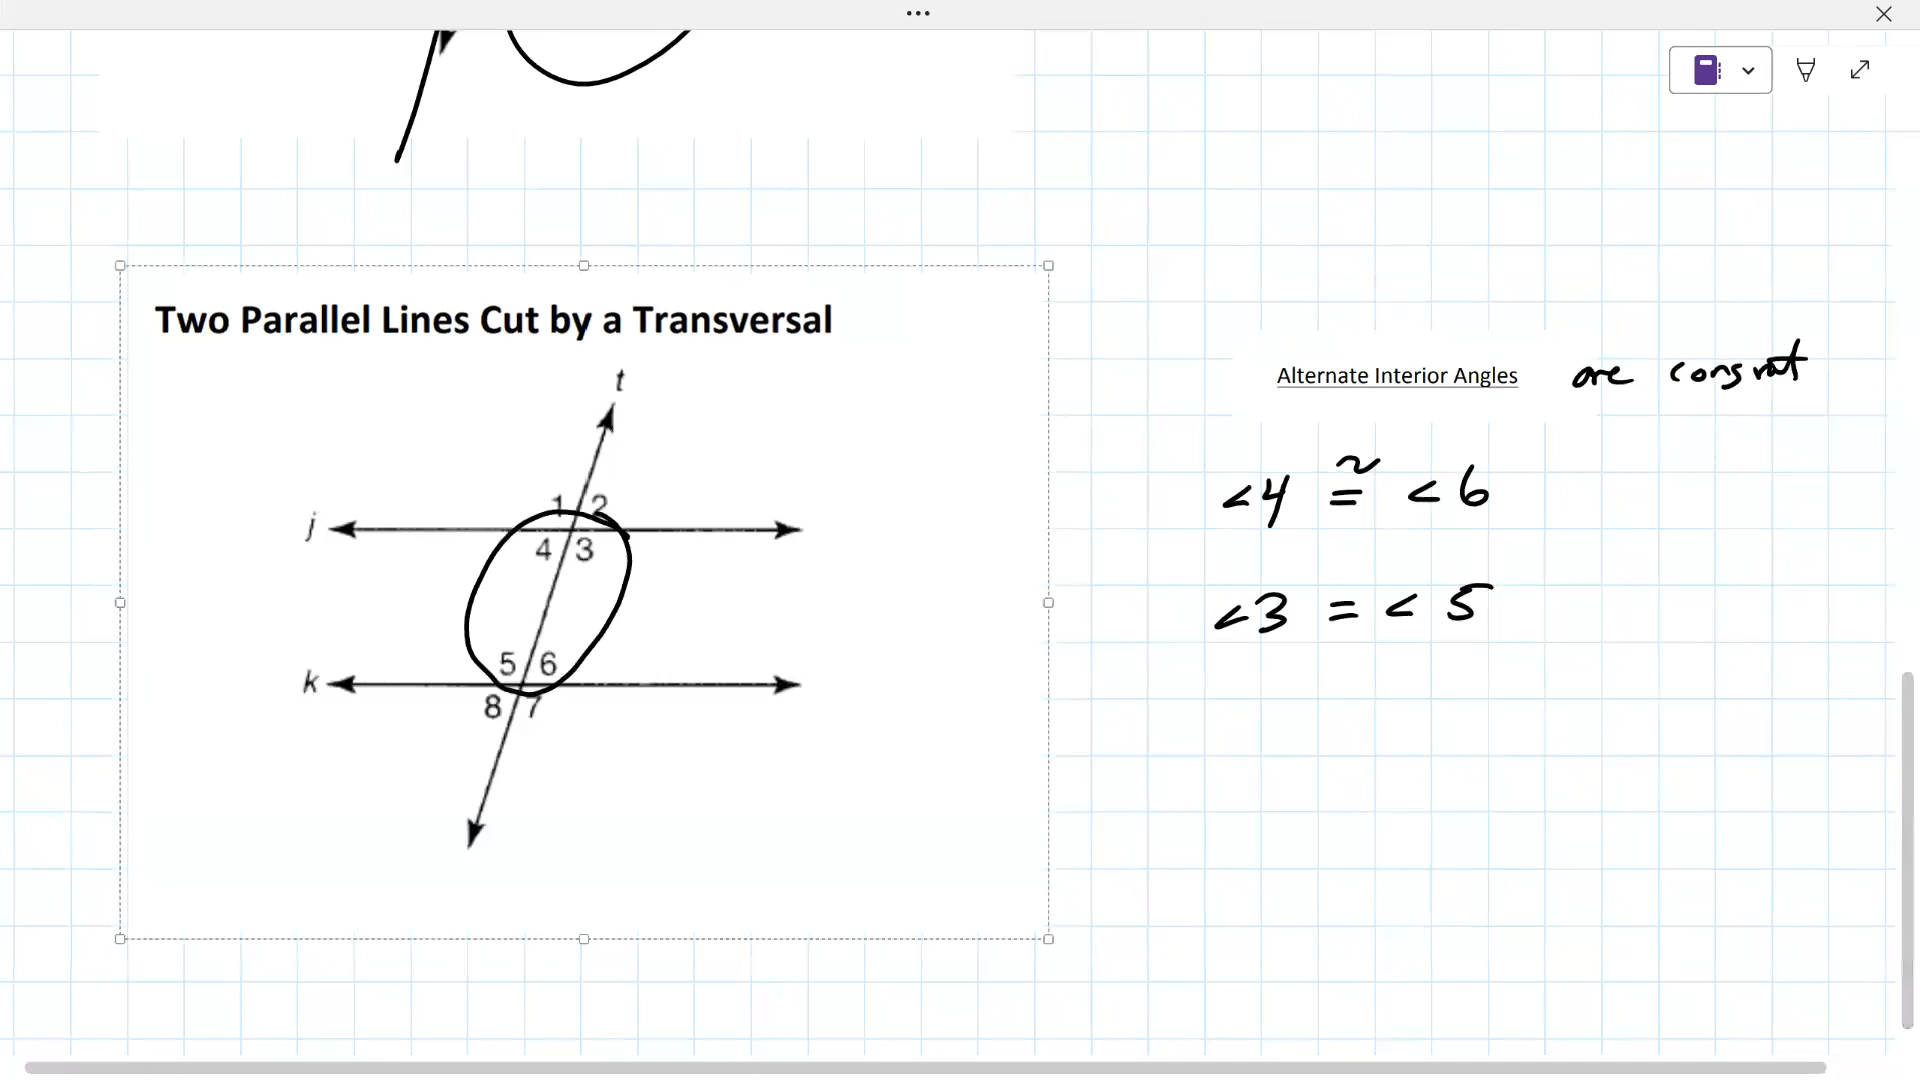 Two Parallel Lines Cut by a Transversal
t
1 2
j
4 3
5 6
k
8 7
Alternate Interior Angles are
<4 ≅ <6
<3 = < 5